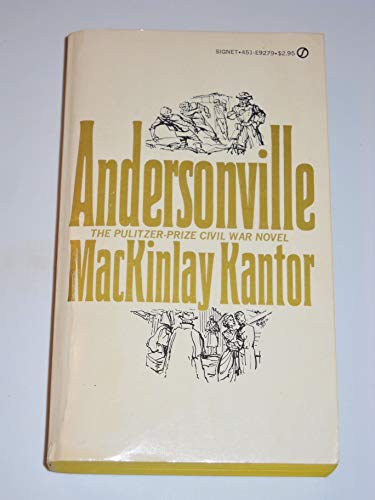 SIGNET•451-E9279•$2.95
Andersonville
THE PULITZER-PRIZE CIVIL WAR NOVEL
MacKinlay Kantor